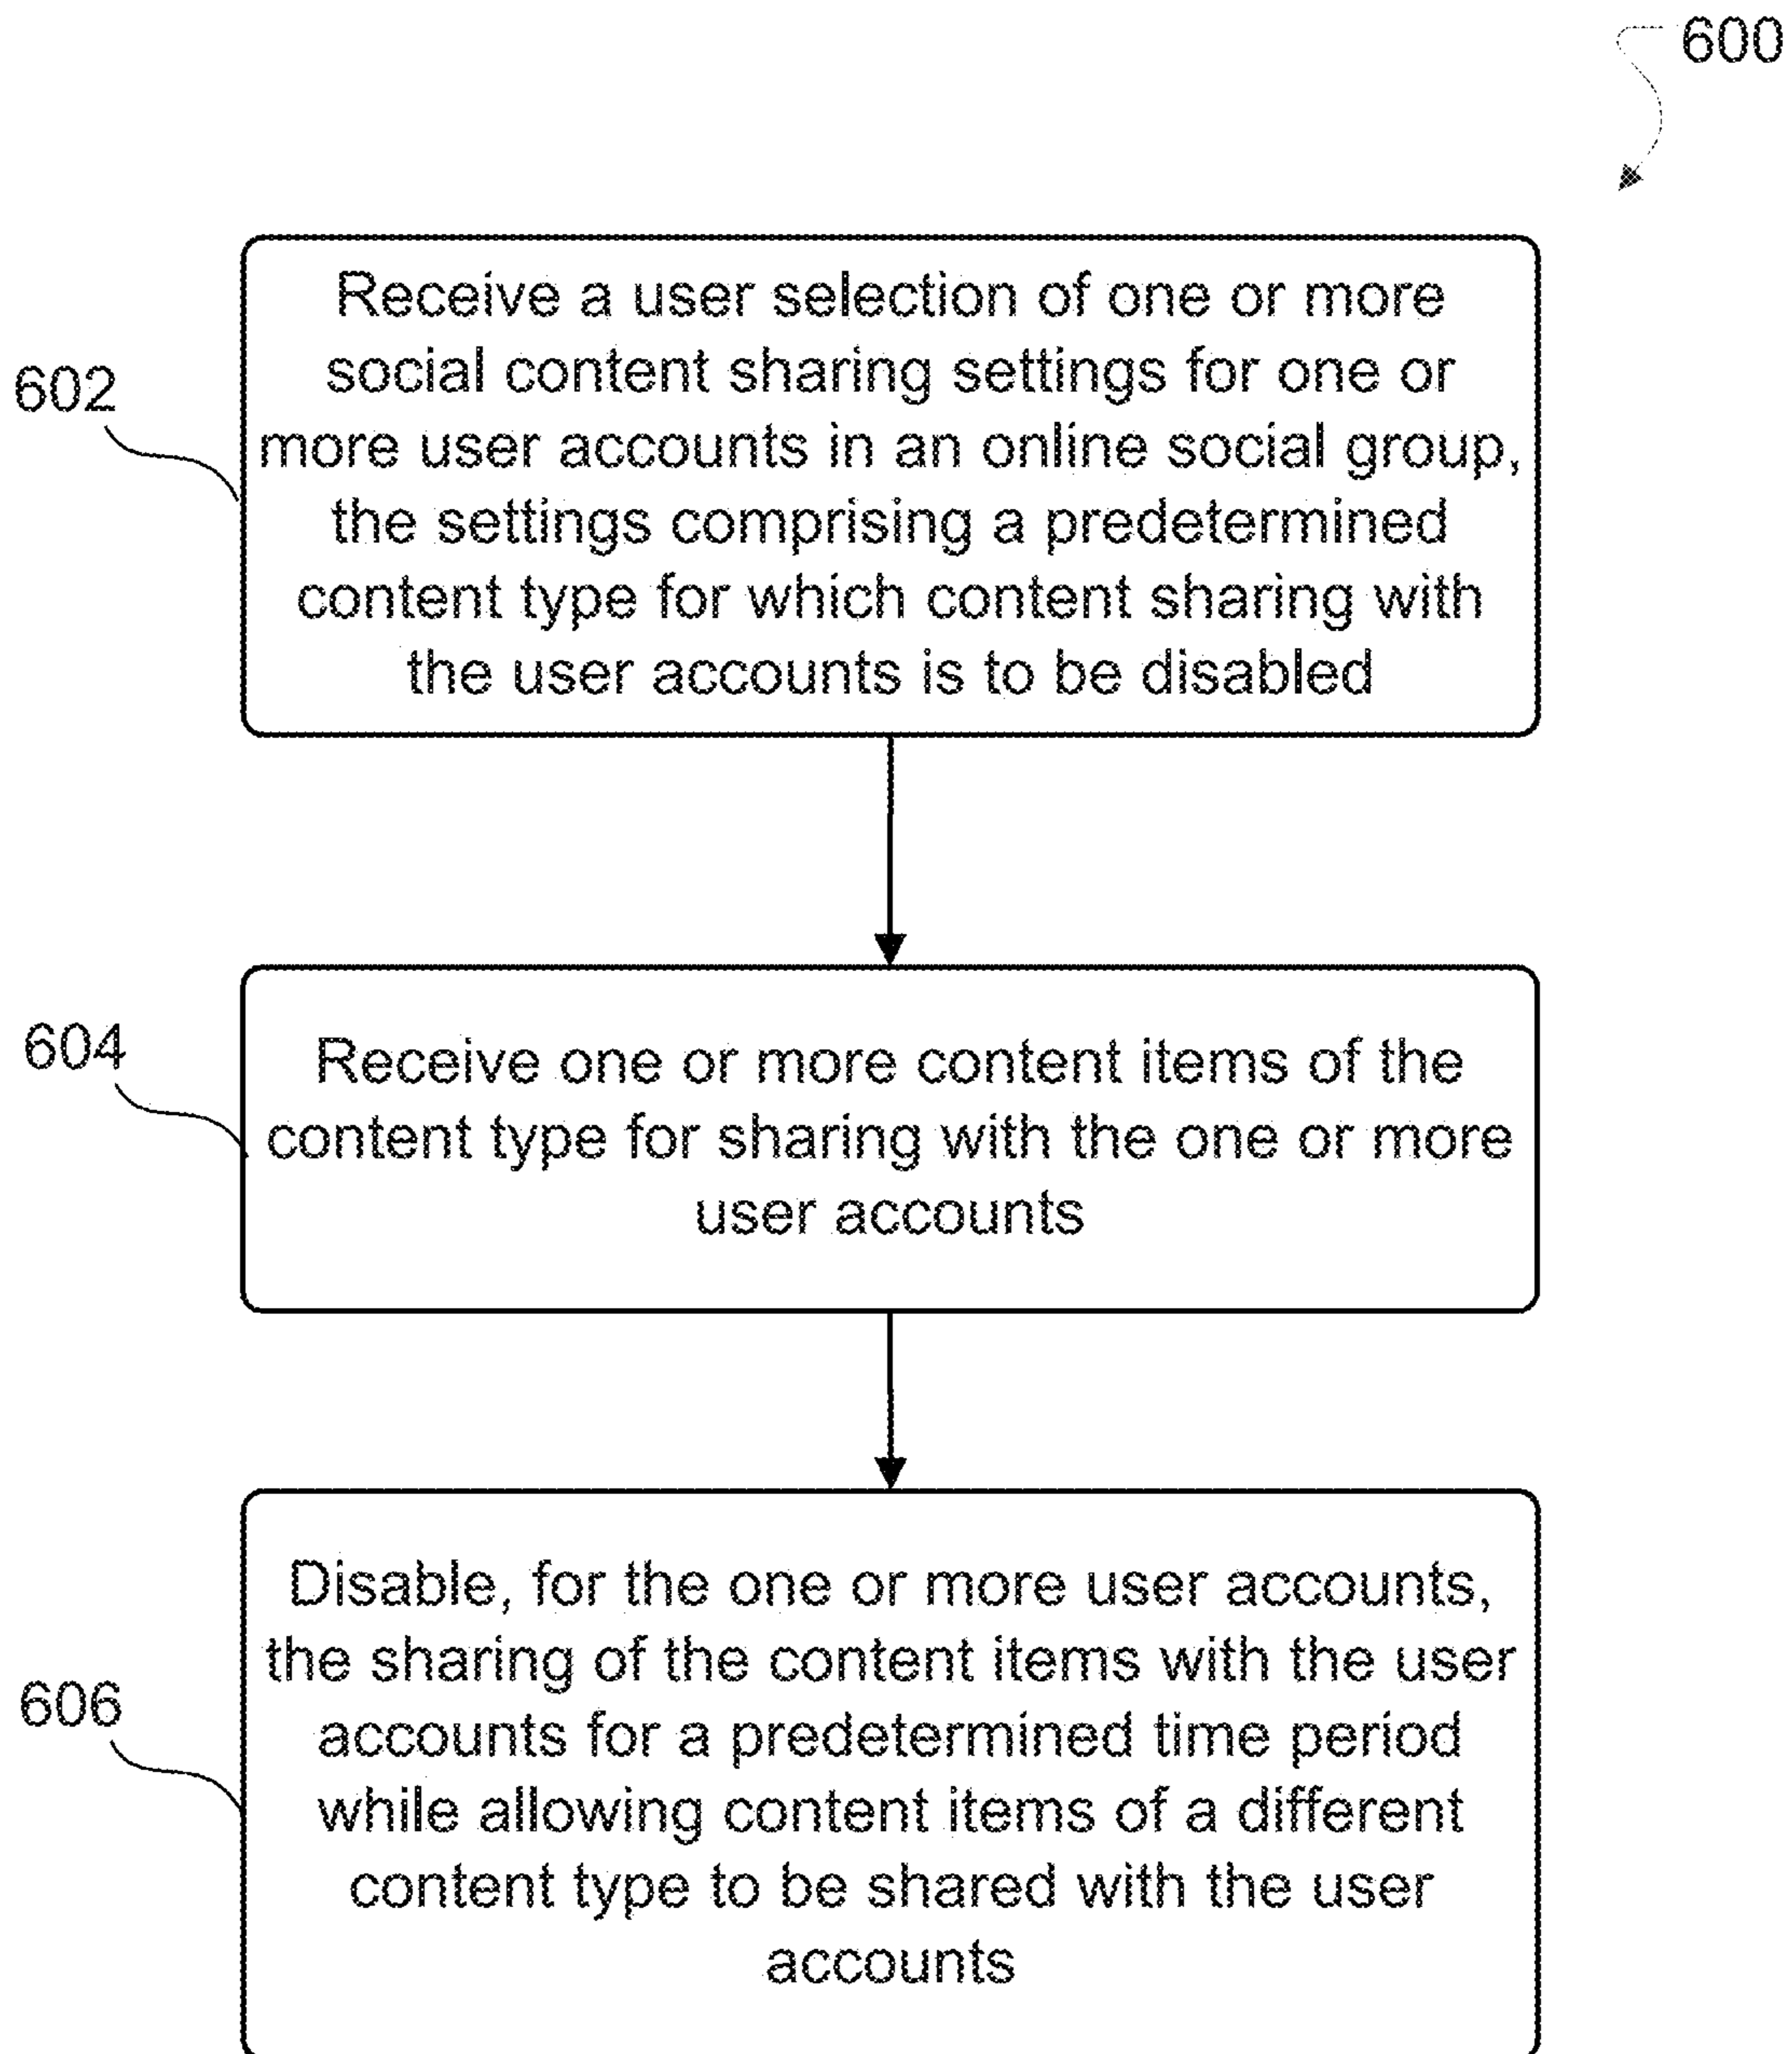 600
602
Receive a user selection of one or more
social content sharing settings for one or
more user accounts in an online social group,
the settings comprising a predetermined
content type for which content sharing with
the user accounts is to be disabled
604
Receive one or more content items of the
content type for sharing with the one or more
user accounts
606
Disable, for the one or more user accounts,
the sharing of the content items with the user
accounts for a predetermined time period
while allowing content items of a different
content type to be shared with the user
accounts